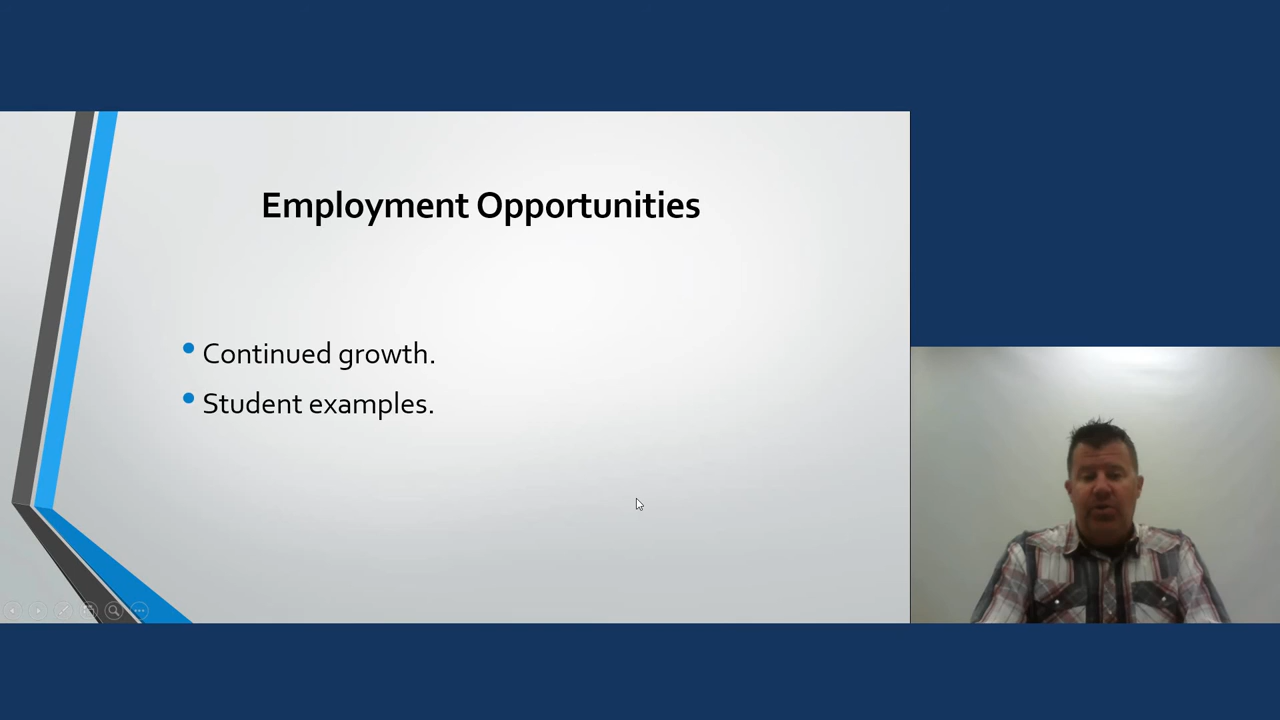 Employment Opportunities
• Continued growth.
• Student examples.